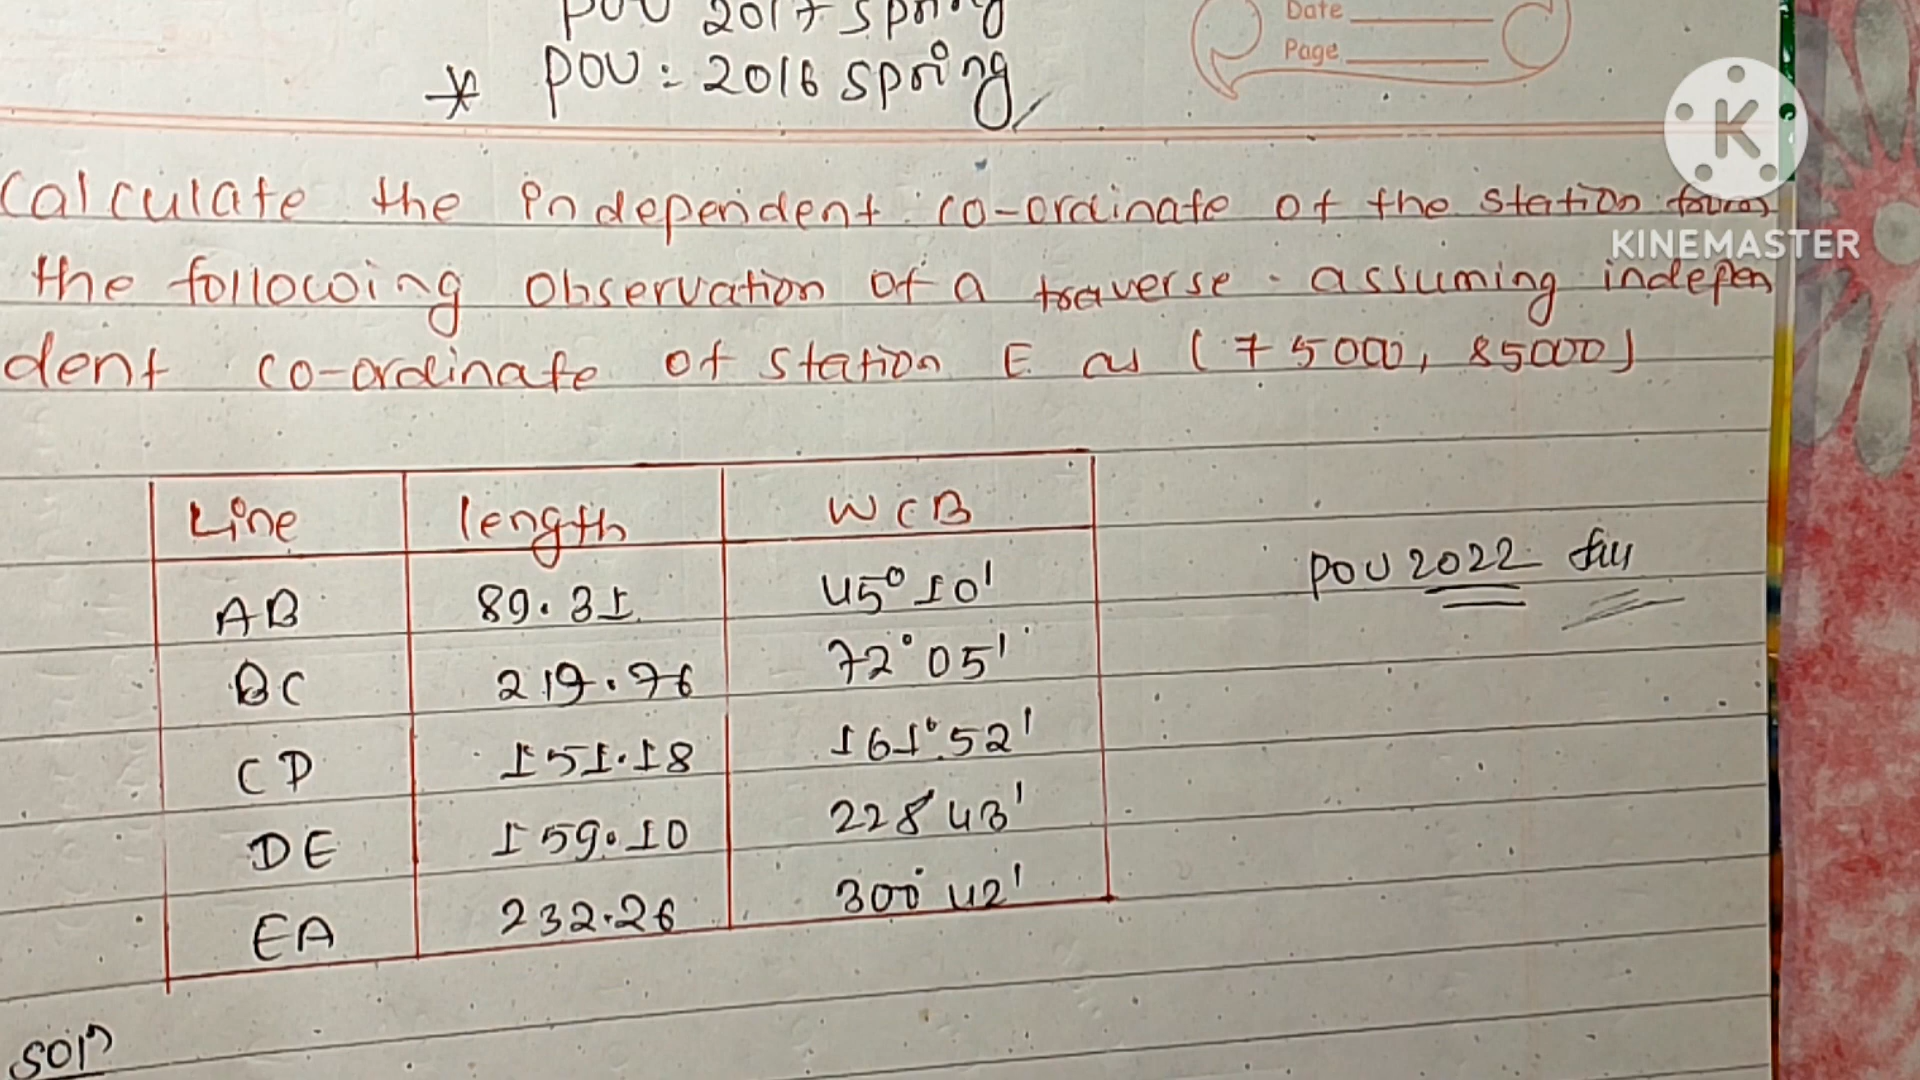 POU 2017 spring
Date
* POU : 2016 spring
Page
K
KINEMASTER
Calculate the independent co-ordinate of the station
the following observation of a traverse. assuming indepen
dent co-ordinate of station E as (75000, 85000)
Line length WCB
AB 89.31 45°10'
BC 219.76 72°05'
CD 151.18 161°52'
DE 159.10 228°43'
EA 232.26 300°42'
POU 2022 fall
soln